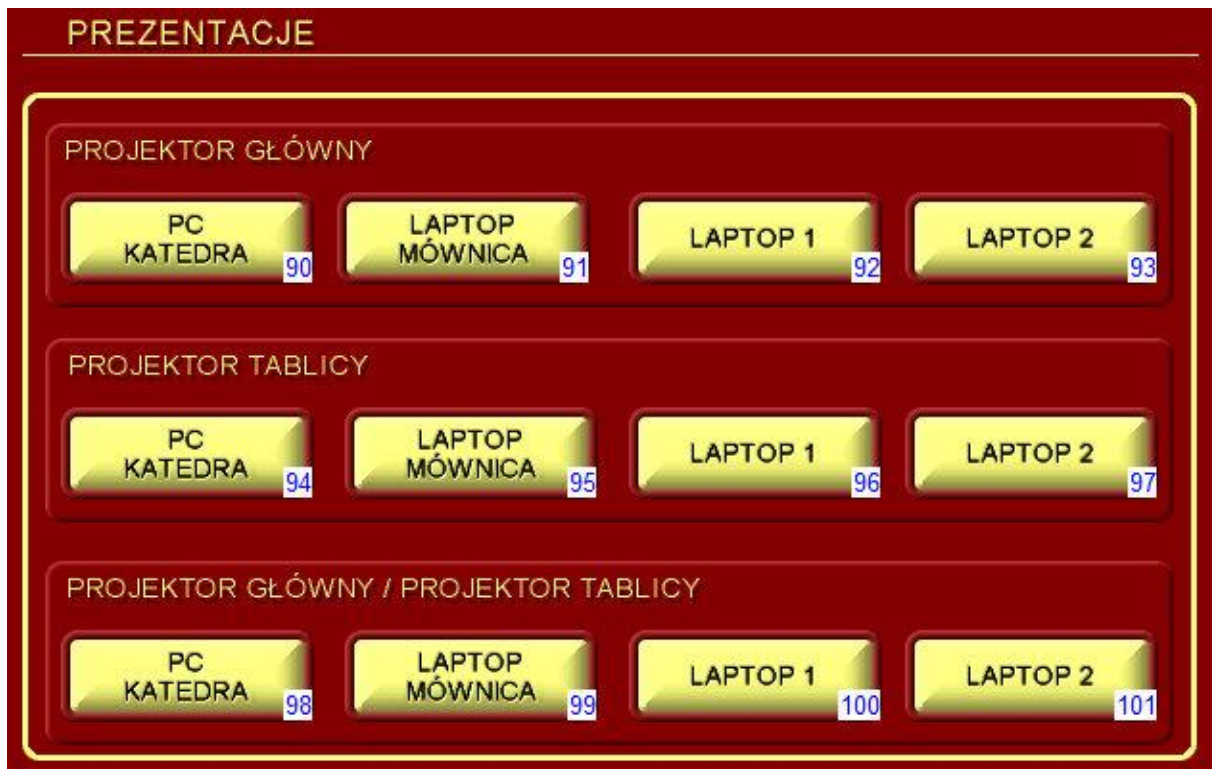 PREZENTACJE
PROJEKTOR GŁÓWNY
PC
KATEDRA
90
LAPTOP
MÓWNICA
91
LAPTOP 1
92
LAPTOP 2
93
PROJEKTOR TABLICY
PC
KATEDRA
94
LAPTOP
MÓWNICA
95
LAPTOP 1
96
LAPTOP 2
97
PROJEKTOR GŁÓWNY / PROJEKTOR TABLICY
PC
KATEDRA
98
LAPTOP
MÓWNICA
99
LAPTOP 1
100
LAPTOP 2
101